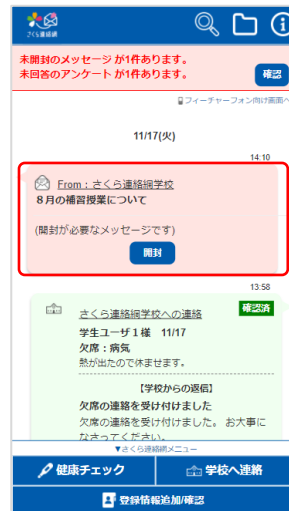 さくら連絡網
未開封のメッセージ が1件あります。
未回答のアンケート が1件あります。
確認
フィーチャーフォン向け画面へ
11/17(火)
14:10
From：さくら連絡網学校
８月の補習授業について
(開封が必要なメッセージです)
開封
13:58
さくら連絡網学校への連絡
確認済
学生ユーザ１様 11/17
欠席：病気
熱が出たので休ませます。
【学校からの返信】
欠席の連絡を受け付けました
欠席の連絡を受け付けました。 お大事に
なさってください。
▼さくら連絡網メニュー
健康チェック
学校へ連絡
登録情報追加/確認